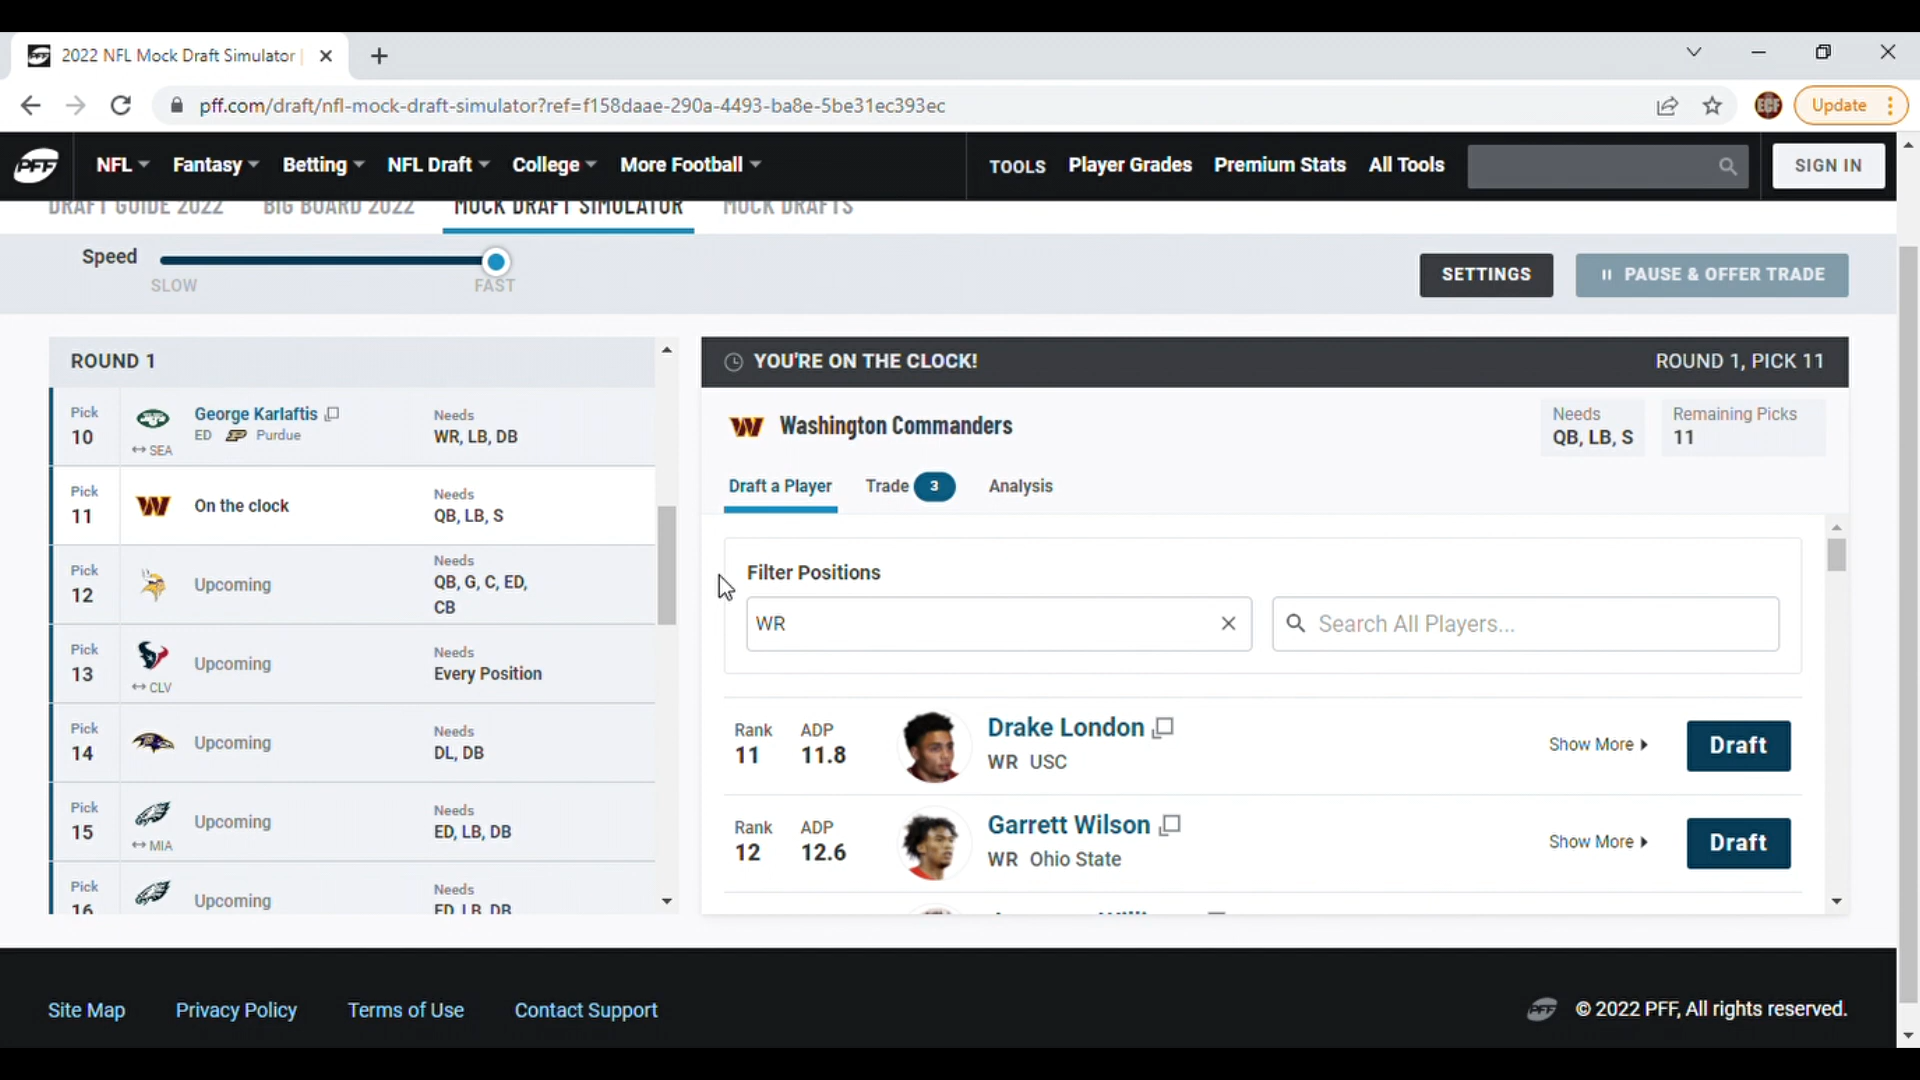 2022 NFL Mock Draft Simulator |
pff.com/draft/nfl-mock-draft-simulator?ref=f158daae-290a-4493-ba8e-5be31ec393ec
ECF
Update
PFF
NFL
Fantasy
Betting
NFL Draft
College
More Football
TOOLS
Player Grades
Premium Stats
All Tools
SIGN IN
DRAFT GUIDE 2022
BIG BOARD 2022
MOCK DRAFT SIMULATOR
MOCK DRAFTS
Speed
SLOW
FAST
SETTINGS
PAUSE & OFFER TRADE
ROUND 1
Pick
10
SEA
George Karlaftis
ED Purdue
Needs
WR, LB, DB
Pick
11
On the clock
Needs
QB, LB, S
Pick
12
Upcoming
Needs
QB, G, C, ED,
CB
Pick
13
CLV
Upcoming
Needs
Every Position
Pick
14
Upcoming
Needs
DL, DB
Pick
15
MIA
Upcoming
Needs
ED, LB, DB
Pick
16
Upcoming
Needs
ED, LB, DB
YOU'RE ON THE CLOCK!
ROUND 1, PICK 11
Washington Commanders
Needs
QB, LB, S
Remaining Picks
11
Draft a Player
Trade 3
Analysis
Filter Positions
WR
Search All Players...
Rank
11
ADP
11.8
Drake London
WR USC
Show More
Draft
Rank
12
ADP
12.6
Garrett Wilson
WR Ohio State
Show More
Draft
Site Map
Privacy Policy
Terms of Use
Contact Support
PFF
© 2022 PFF, All rights reserved.